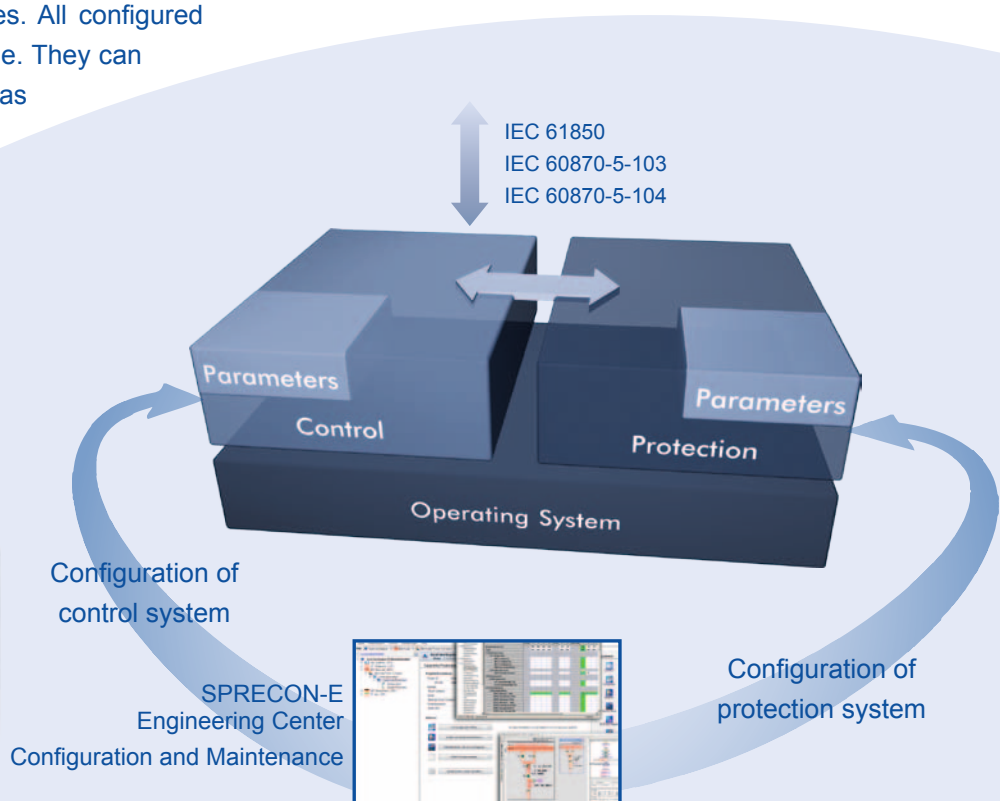 es. All configured
e. They can
as
IEC 61850
IEC 60870-5-103
IEC 60870-5-104
Parameters
Control
Parameters
Protection
Operating System
Configuration of
control system
SPRECON-E
Engineering Center
Configuration and Maintenance
Configuration of
protection system